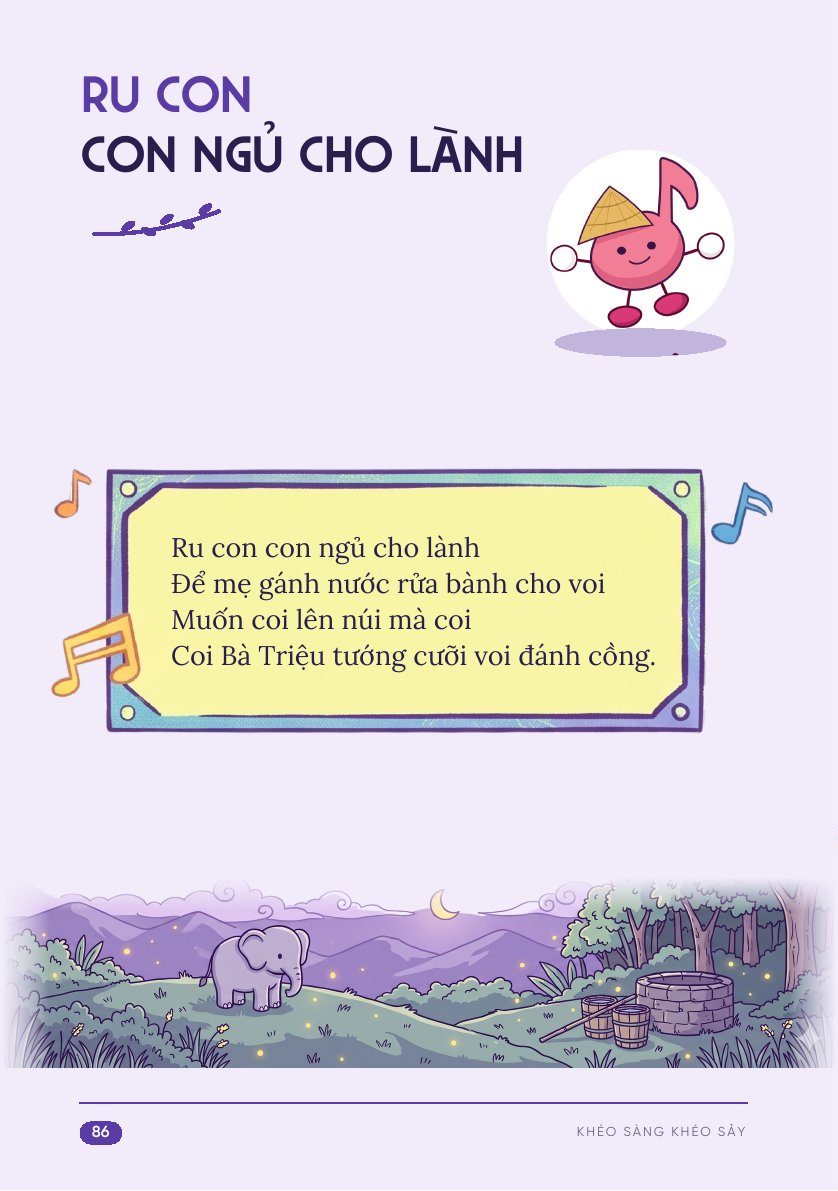 RU CON
CON NGỦ CHO LÀNH
Ru con con ngủ cho lành
Để mẹ gánh nước rửa bành cho voi
Muốn coi lên núi mà coi
Coi Bà Triệu tướng cưỡi voi đánh cồng.
86
KHÉO SÀNG KHÉO SẢY